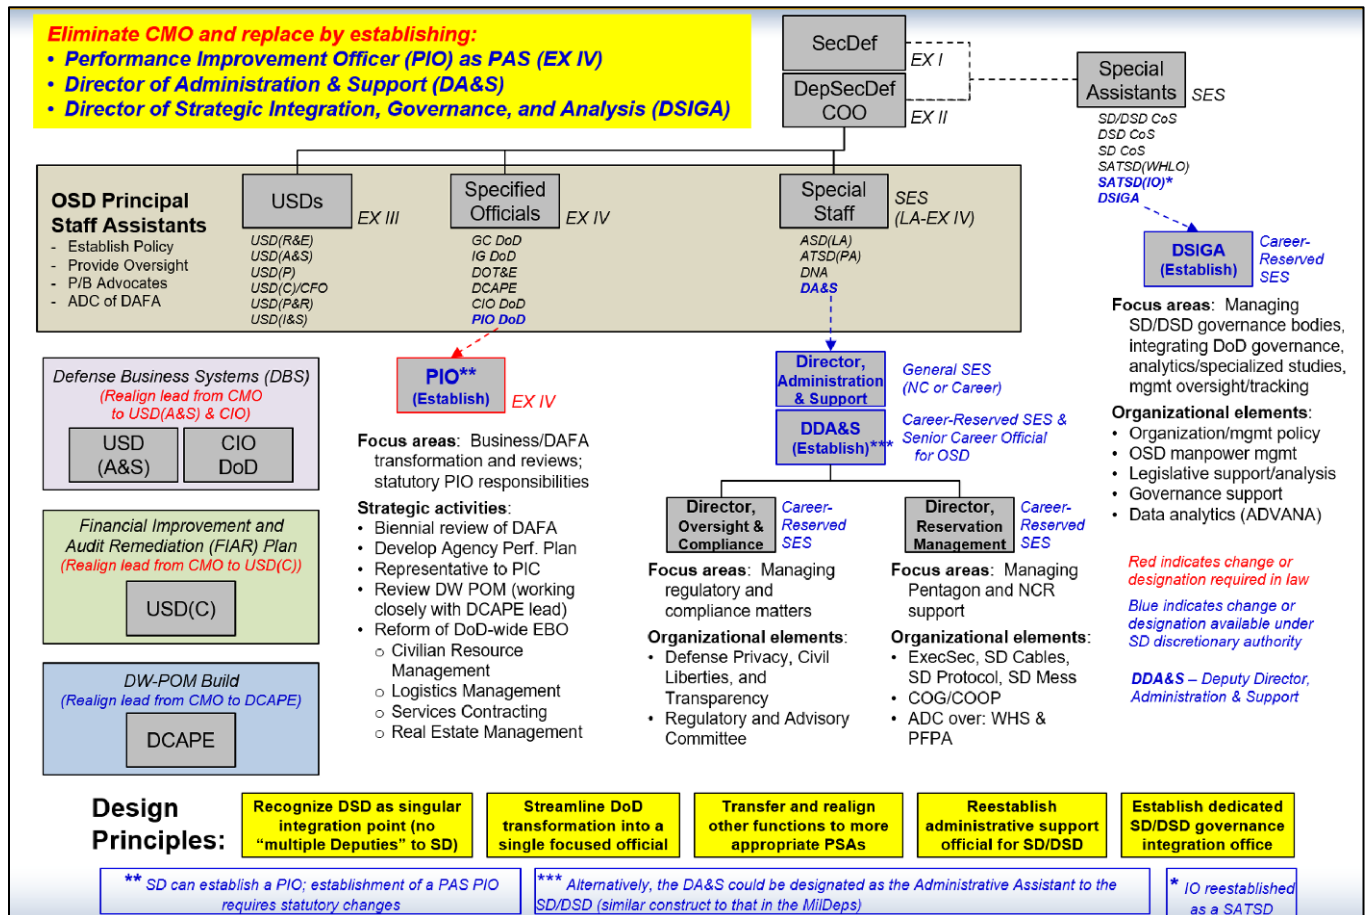 Eliminate CMO and replace by establishing:
• Performance Improvement Officer (PIO) as PAS (EX IV)
• Director of Administration & Support (DA&S)
• Director of Strategic Integration, Governance, and Analysis (DSIGA)
SecDef
EX I
DepSecDef
COO
EX II
Special
Assistants
SES
SD/DSD CoS
DSD CoS
SD CoS
SATSD(WHLO)
SATSD(IO)*
DSIGA
OSD Principal
Staff Assistants
- Establish Policy
- Provide Oversight
- P/B Advocates
- ADC of DAFA
USDs
EX III
USD(R&E)
USD(A&S)
USD(P)
USD(C)/CFO
USD(P&R)
USD(I&S)
Specified
Officials
EX IV
GC DoD
IG DoD
DOT&E
DCAPE
CIO DoD
PIO DoD
Special
Staff
SES
(LA-EX IV)
ASD(LA)
ATSD(PA)
DNA
DA&S
DSIGA
(Establish)
Career-
Reserved
SES
Focus areas: Managing
SD/DSD governance bodies,
integrating DoD governance,
analytics/specialized studies,
mgmt oversight/tracking
Organizational elements:
• Organization/mgmt policy
• OSD manpower mgmt
• Legislative support/analysis
• Governance support
• Data analytics (ADVANA)
Defense Business Systems (DBS)
(Realign lead from CMO
to USD(A&S) & CIO)
USD
(A&S)
CIO
DoD
Financial Improvement and
Audit Remediation (FIAR) Plan
(Realign lead from CMO to USD(C))
USD(C)
DW-POM Build
(Realign lead from CMO to DCAPE)
DCAPE
PIO**
(Establish)
EX IV
Focus areas: Business/DAFA
transformation and reviews;
statutory PIO responsibilities
Strategic activities:
• Biennial review of DAFA
• Develop Agency Perf. Plan
• Representative to PIC
• Review DW POM (working
closely with DCAPE lead)
• Reform of DoD-wide EBO
o Civilian Resource
Management
o Logistics Management
o Services Contracting
o Real Estate Management
Director,
Administration
& Support
General SES
(NC or Career)
DDA&S
(Establish)***
Career-Reserved SES &
Senior Career Official
for OSD
Director,
Oversight &
Compliance
Career-
Reserved
SES
Focus areas: Managing
regulatory and
compliance matters
Organizational elements:
• Defense Privacy, Civil
Liberties, and
Transparency
• Regulatory and Advisory
Committee
Director,
Reservation
Management
Career-
Reserved
SES
Focus areas: Managing
Pentagon and NCR
support
Organizational elements:
• ExecSec, SD Cables,
SD Protocol, SD Mess
• COG/COOP
• ADC over: WHS &
PFPA
Red indicates change or
designation required in law
Blue indicates change or
designation available under
SD discretionary authority
DDA&S – Deputy Director,
Administration & Support
Design
Principles:
Recognize DSD as singular
integration point (no
“multiple Deputies” to SD)
Streamline DoD
transformation into a
single focused official
Transfer and realign
other functions to more
appropriate PSAs
Reestablish
administrative support
official for SD/DSD
Establish dedicated
SD/DSD governance
integration office
** SD can establish a PIO; establishment of a PAS PIO
requires statutory changes
*** Alternatively, the DA&S could be designated as the Administrative Assistant to the
SD/DSD (similar construct to that in the MilDeps)
* IO reestablished
as a SATSD